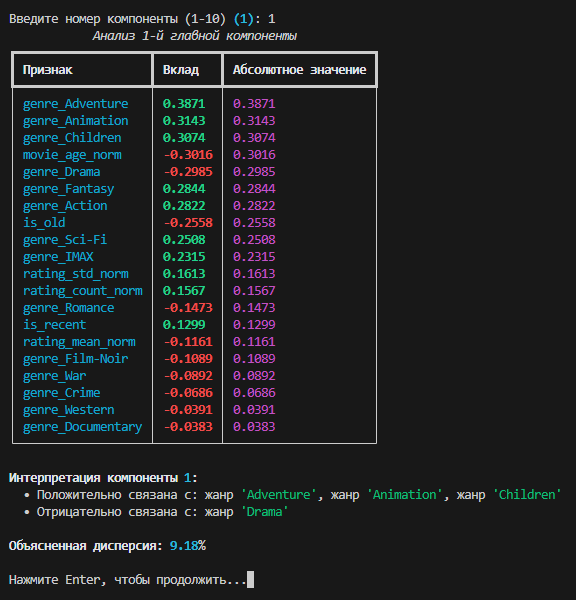 Введите номер компоненты (1-10) (1): 1
Анализ 1-й главной компоненты
Признак Вклад Абсолютное значение
genre_Adventure 0.3871 0.3871
genre_Animation 0.3143 0.3143
genre_Children 0.3074 0.3074
movie_age_norm -0.3016 0.3016
genre_Drama -0.2985 0.2985
genre_Fantasy 0.2844 0.2844
genre_Action 0.2822 0.2822
is_old -0.2558 0.2558
genre_Sci-Fi 0.2508 0.2508
genre_IMAX 0.2315 0.2315
rating_std_norm 0.1613 0.1613
rating_count_norm 0.1567 0.1567
genre_Romance -0.1473 0.1473
is_recent 0.1299 0.1299
rating_mean_norm -0.1161 0.1161
genre_Film-Noir -0.1089 0.1089
genre_War -0.0892 0.0892
genre_Crime -0.0686 0.0686
genre_Western -0.0391 0.0391
genre_Documentary -0.0383 0.0383
Интерпретация компоненты 1:
• Положительно связана с: жанр 'Adventure', жанр 'Animation', жанр 'Children'
• Отрицательно связана с: жанр 'Drama'
Объясненная дисперсия: 9.18%
Нажмите Enter, чтобы продолжить...